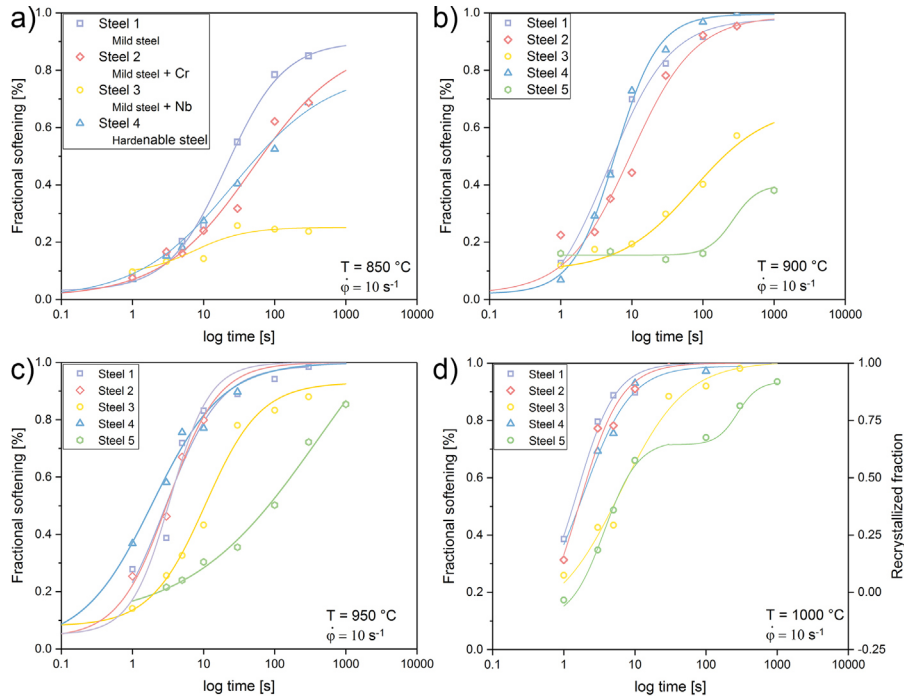 a)
Steel 1
Mild steel
Steel 2
Mild steel + Cr
Steel 3
Mild steel + Nb
Steel 4
Hardenable steel
Fractional softening [%]
1.0
0.8
0.6
0.4
0.2
0.0
T = 850 °C
φ̇ = 10 s-1
0.1 1 10 100 1000 10000
log time [s]
b)
Steel 1
Steel 2
Steel 3
Steel 4
Steel 5
Fractional softening [%]
1.0
0.8
0.6
0.4
0.2
0.0
T = 900 °C
φ̇ = 10 s-1
0.1 1 10 100 1000 10000
log time [s]
c)
Steel 1
Steel 2
Steel 3
Steel 4
Steel 5
Fractional softening [%]
1.0
0.8
0.6
0.4
0.2
0.0
T = 950 °C
φ̇ = 10 s-1
0.1 1 10 100 1000 10000
log time [s]
d)
Steel 1
Steel 2
Steel 3
Steel 4
Steel 5
Fractional softening [%]
1.0
0.8
0.6
0.4
0.2
0.0
T = 1000 °C
φ̇ = 10 s-1
0.1 1 10 100 1000 10000
log time [s]
1.00
0.75
0.50
0.25
0.00
-0.25
Recrystallized fraction